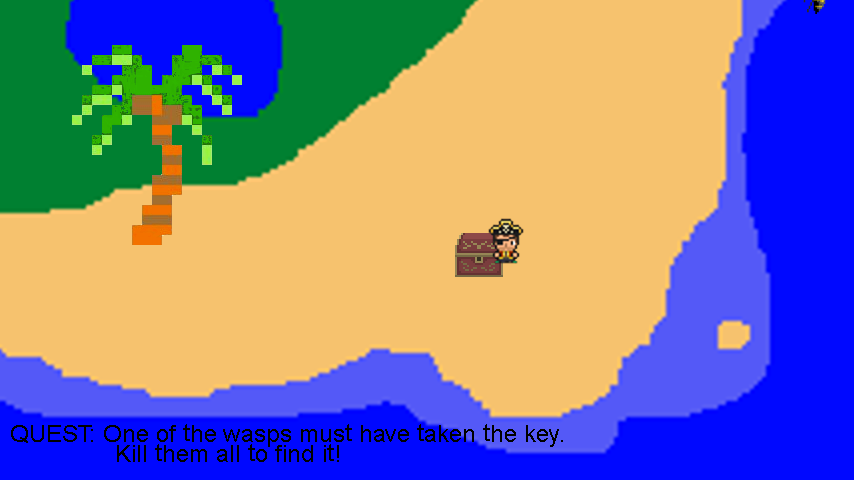 QUEST: One of the wasps must have taken the key.
Kill them all to find it!